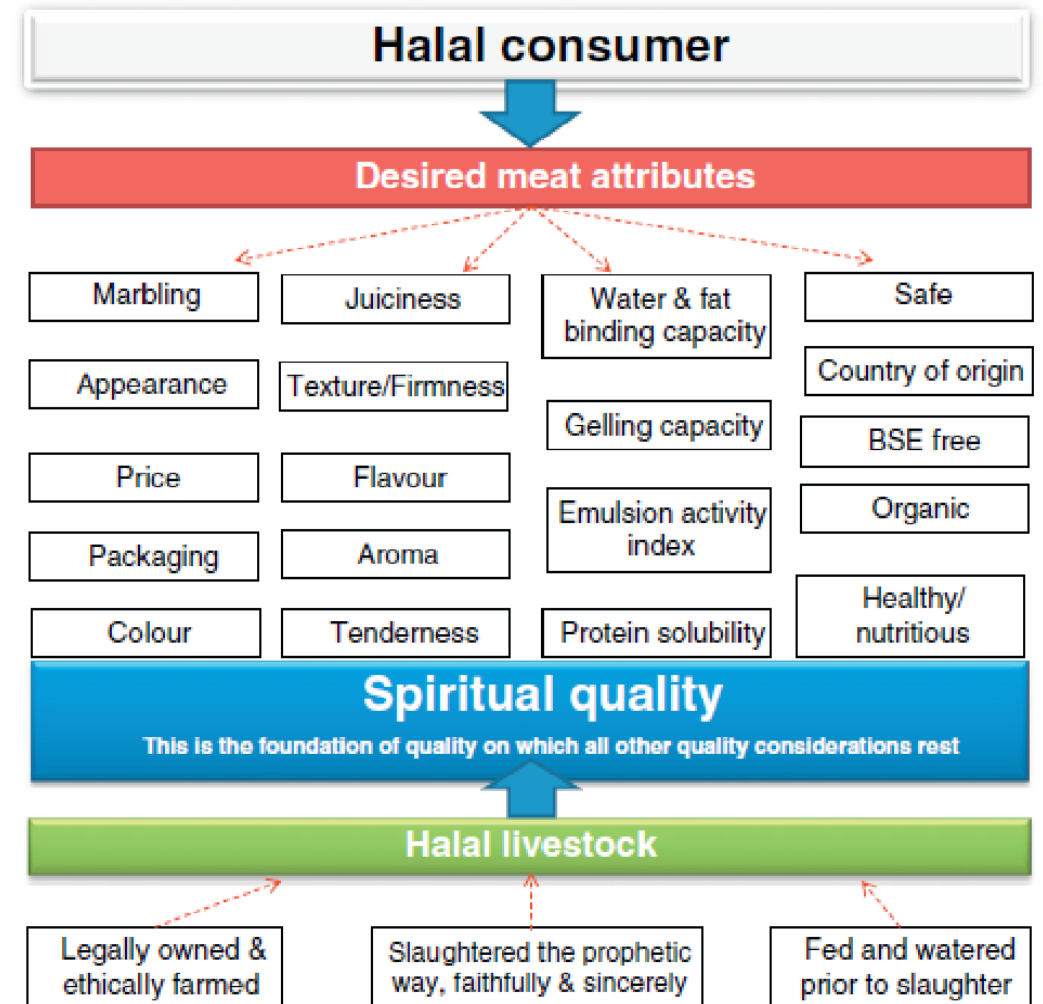 Halal consumer
Desired meat attributes
Marbling
Appearance
Price
Packaging
Colour
Juiciness
Texture/Firmness
Flavour
Aroma
Tenderness
Water & fat
binding capacity
Gelling capacity
Emulsion activity
index
Protein solubility
Safe
Country of origin
BSE free
Organic
Healthy/
nutritious
Spiritual quality
This is the foundation of quality on which all other quality considerations rest
Halal livestock
Legally owned &
ethically farmed
Slaughtered the prophetic
way, faithfully & sincerely
Fed and watered
prior to slaughter